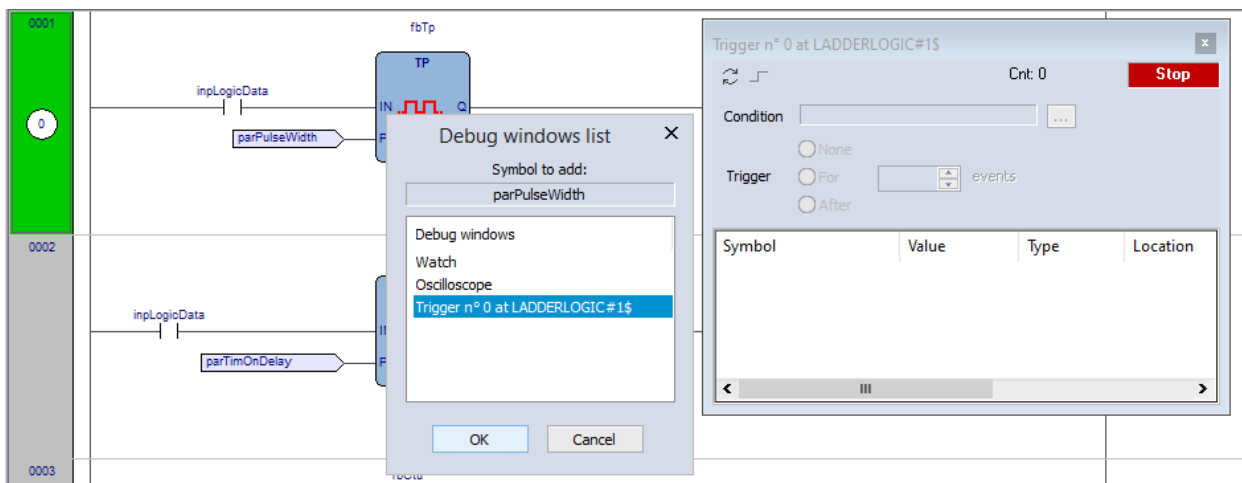 0001
fbTp
TP
inpLogicData
IN
Q
parPulseWidth
P
0
0002
inpLogicData
parTimOnDelay
P
0003
Debug windows list
Symbol to add:
parPulseWidth
Debug windows
Watch
Oscilloscope
Trigger n° 0 at LADDERLOGIC#1$
OK Cancel
Trigger n° 0 at LADDERLOGIC#1$
Cnt: 0 Stop
Condition ...
None
Trigger For events
After
Symbol Value Type Location